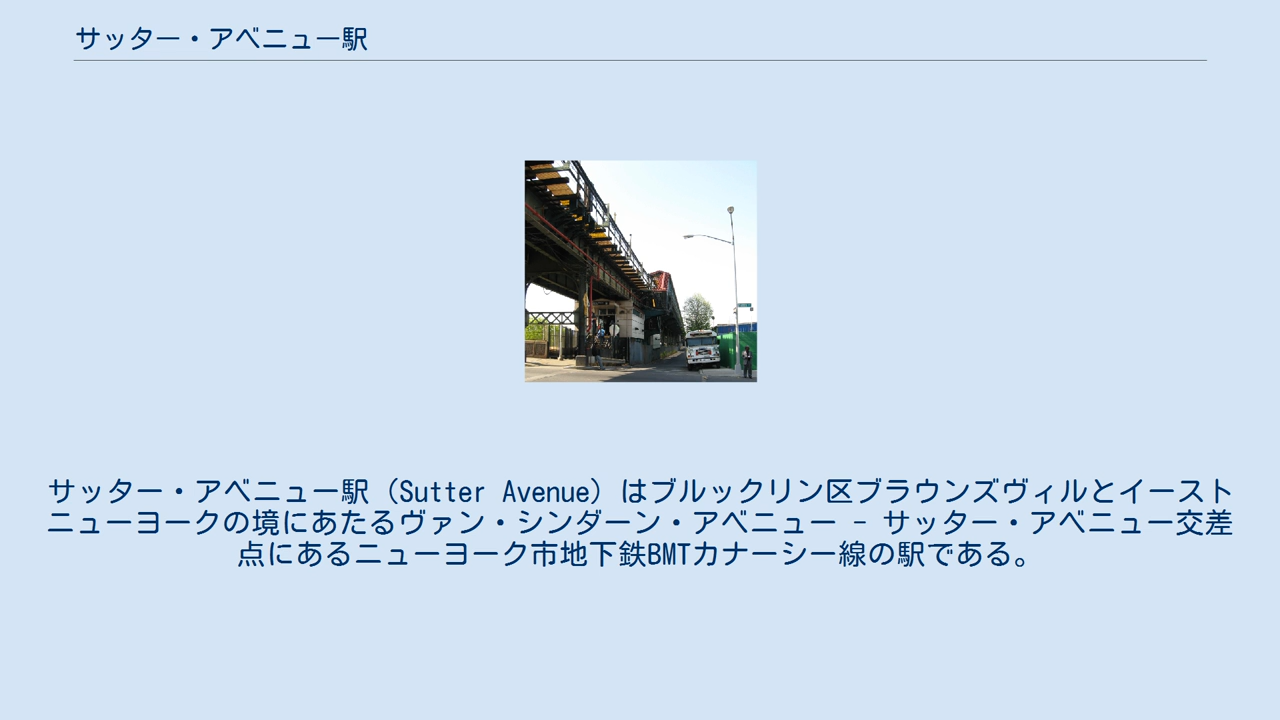 サッター・アベニュー駅
サッター・アベニュー駅（Sutter Avenue）はブルックリン区ブラウンズヴィルとイースト
ニューヨークの境にあたるヴァン・シンダーン・アベニュー - サッター・アベニュー交差
点にあるニューヨーク市地下鉄BMTカナーシー線の駅である。